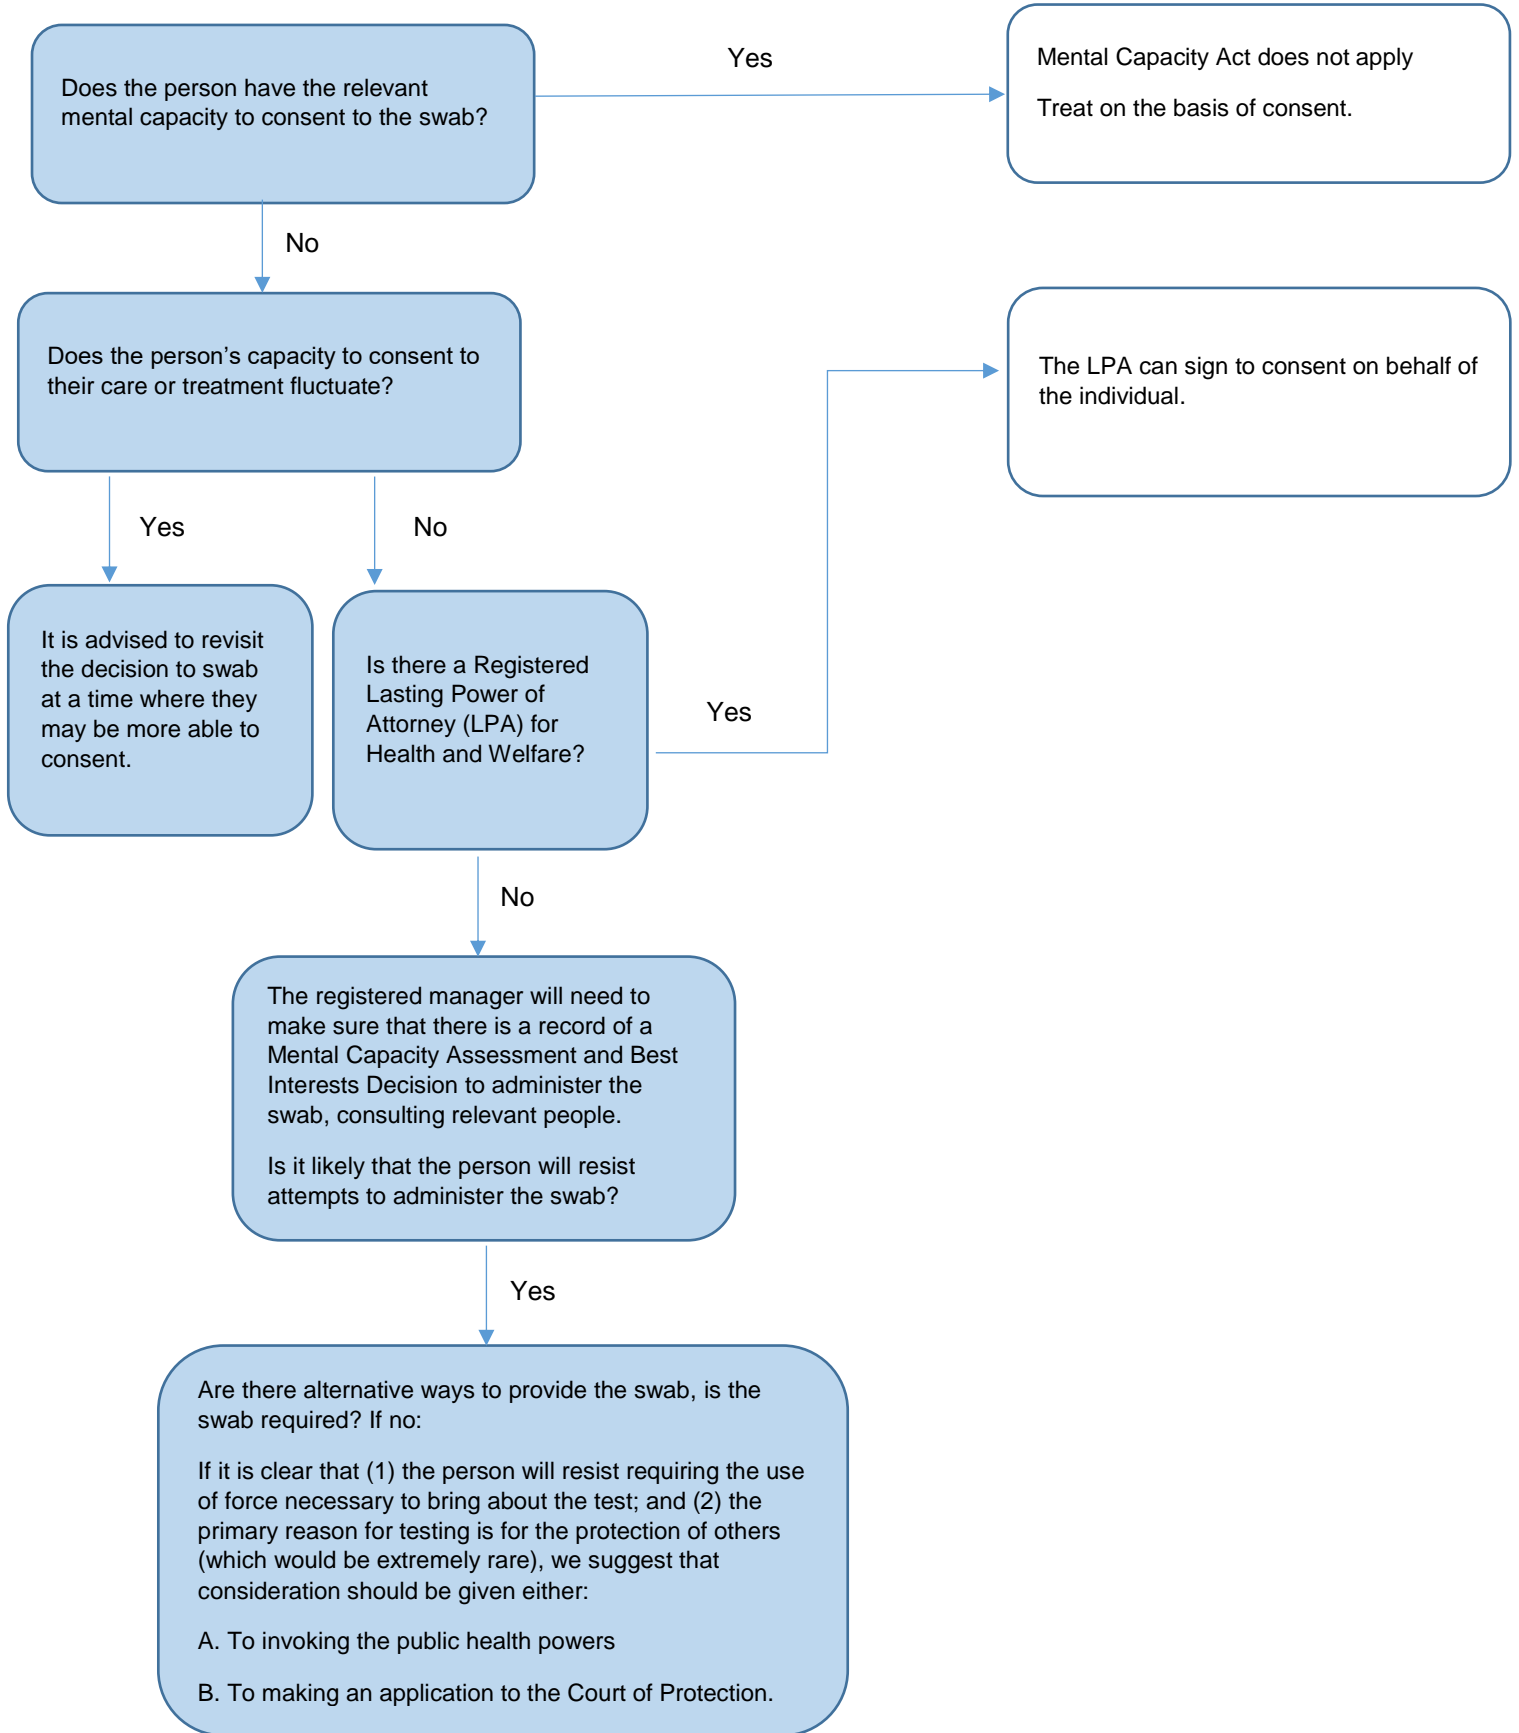 Does the person have the relevant
mental capacity to consent to the swab?
Yes
Mental Capacity Act does not apply
Treat on the basis of consent.
No
Does the person’s capacity to consent to
their care or treatment fluctuate?
The LPA can sign to consent on behalf of
the individual.
Yes
No
It is advised to revisit
the decision to swab
at a time where they
may be more able to
consent.
Is there a Registered
Lasting Power of
Attorney (LPA) for
Health and Welfare?
Yes
No
The registered manager will need to
make sure that there is a record of a
Mental Capacity Assessment and Best
Interests Decision to administer the
swab, consulting relevant people.
Is it likely that the person will resist
attempts to administer the swab?
Yes
Are there alternative ways to provide the swab, is the
swab required? If no:
If it is clear that (1) the person will resist requiring the use
of force necessary to bring about the test; and (2) the
primary reason for testing is for the protection of others
(which would be extremely rare), we suggest that
consideration should be given either:
A. To invoking the public health powers
B. To making an application to the Court of Protection.